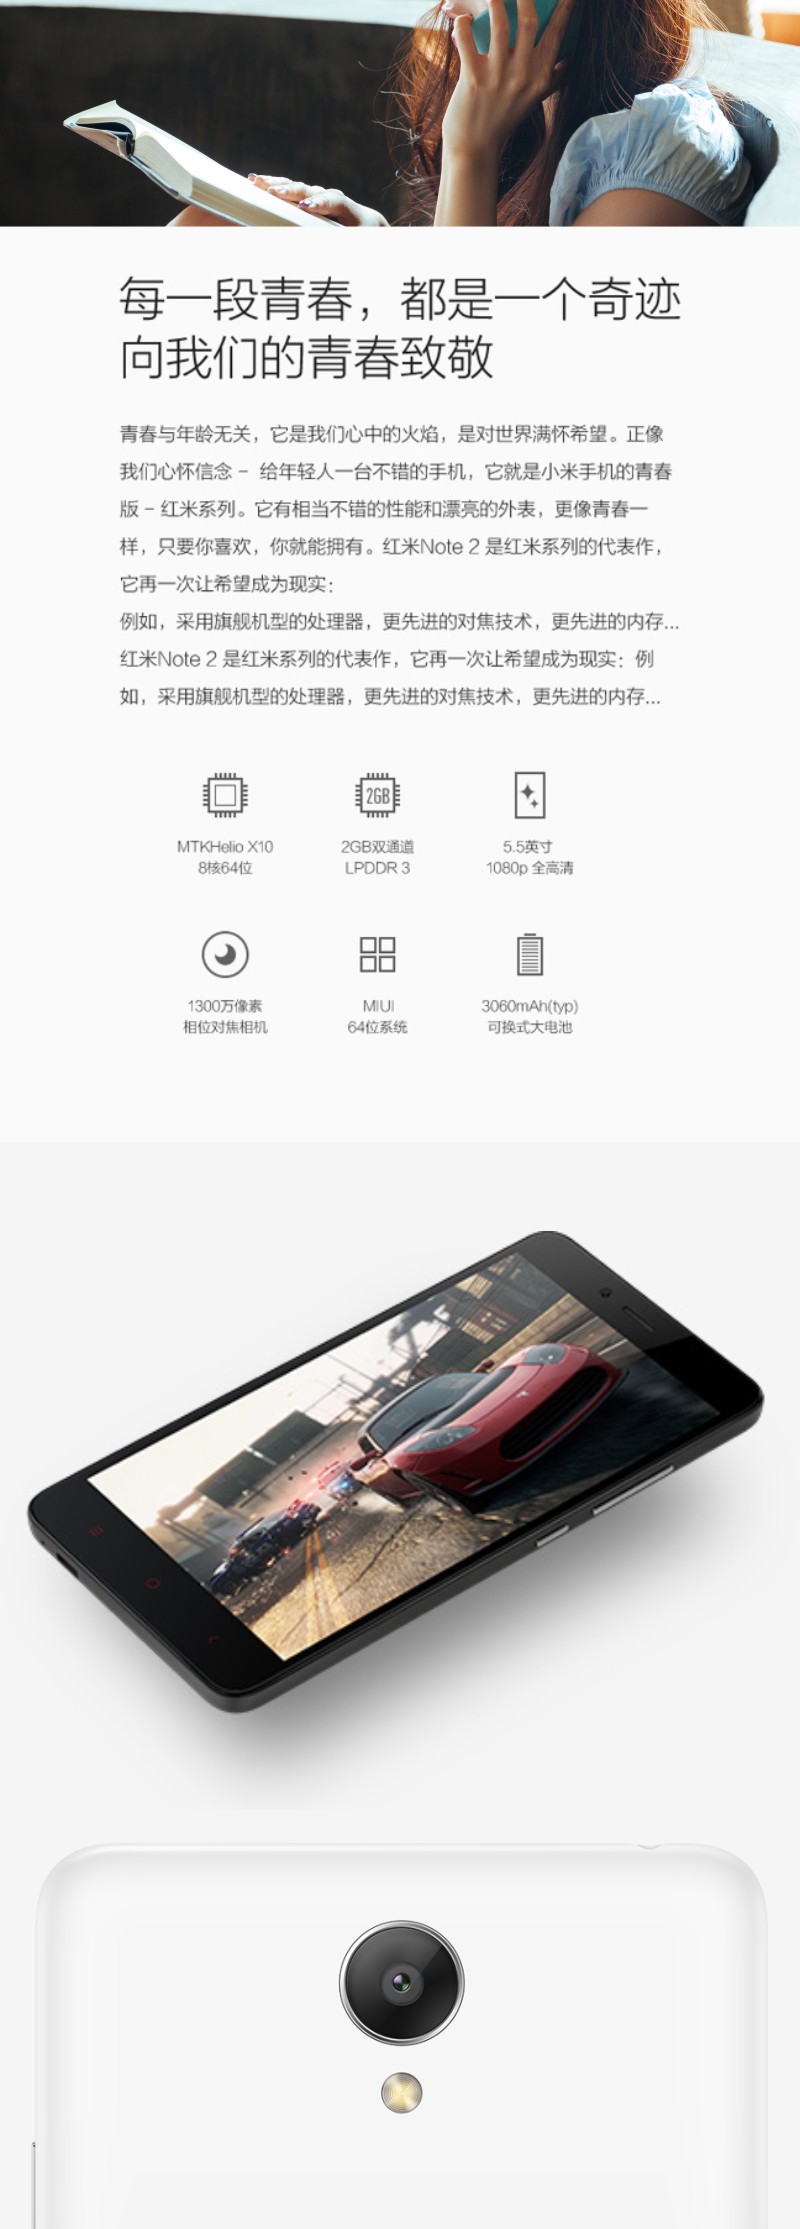 每一段青春，都是一个奇迹
向我们的青春致敬
青春与年龄无关，它是我们心中的火焰，是对世界满怀希望。正像
我们心怀信念 - 给年轻人一台不错的手机，它就是小米手机的青春
版 - 红米系列。它有相当不错的性能和漂亮的外表，更像青春一
样，只要你喜欢，你就能拥有。红米Note 2 是红米系列的代表作，
它再一次让希望成为现实：
例如，采用旗舰机型的处理器，更先进的对焦技术，更先进的内存...
红米Note 2 是红米系列的代表作，它再一次让希望成为现实：例
如，采用旗舰机型的处理器，更先进的对焦技术，更先进的内存...
2GB
MTKHelio X10
8核64位
2GB双通道
LPDDR 3
5.5英寸
1080p 全高清
1300万像素
相位对焦相机
MIUI
64位系统
3060mAh(typ)
可换式大电池